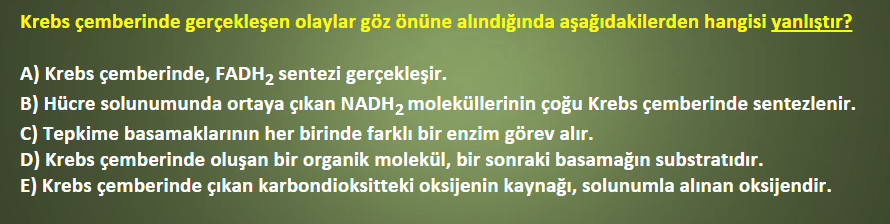 Krebs çemberinde gerçekleşen olaylar göz önüne alındığında aşağıdakilerden hangisi yanlıştır?
A) Krebs çemberinde, FADH₂ sentezi gerçekleşir.
B) Hücre solunumunda ortaya çıkan NADH₂ moleküllerinin çoğu Krebs çemberinde sentezlenir.
C) Tepkime basamaklarının her birinde farklı bir enzim görev alır.
D) Krebs çemberinde oluşan bir organik molekül, bir sonraki basamağın substratıdır.
E) Krebs çemberinde çıkan karbondioksitteki oksijenin kaynağı, solunumla alınan oksijendir.